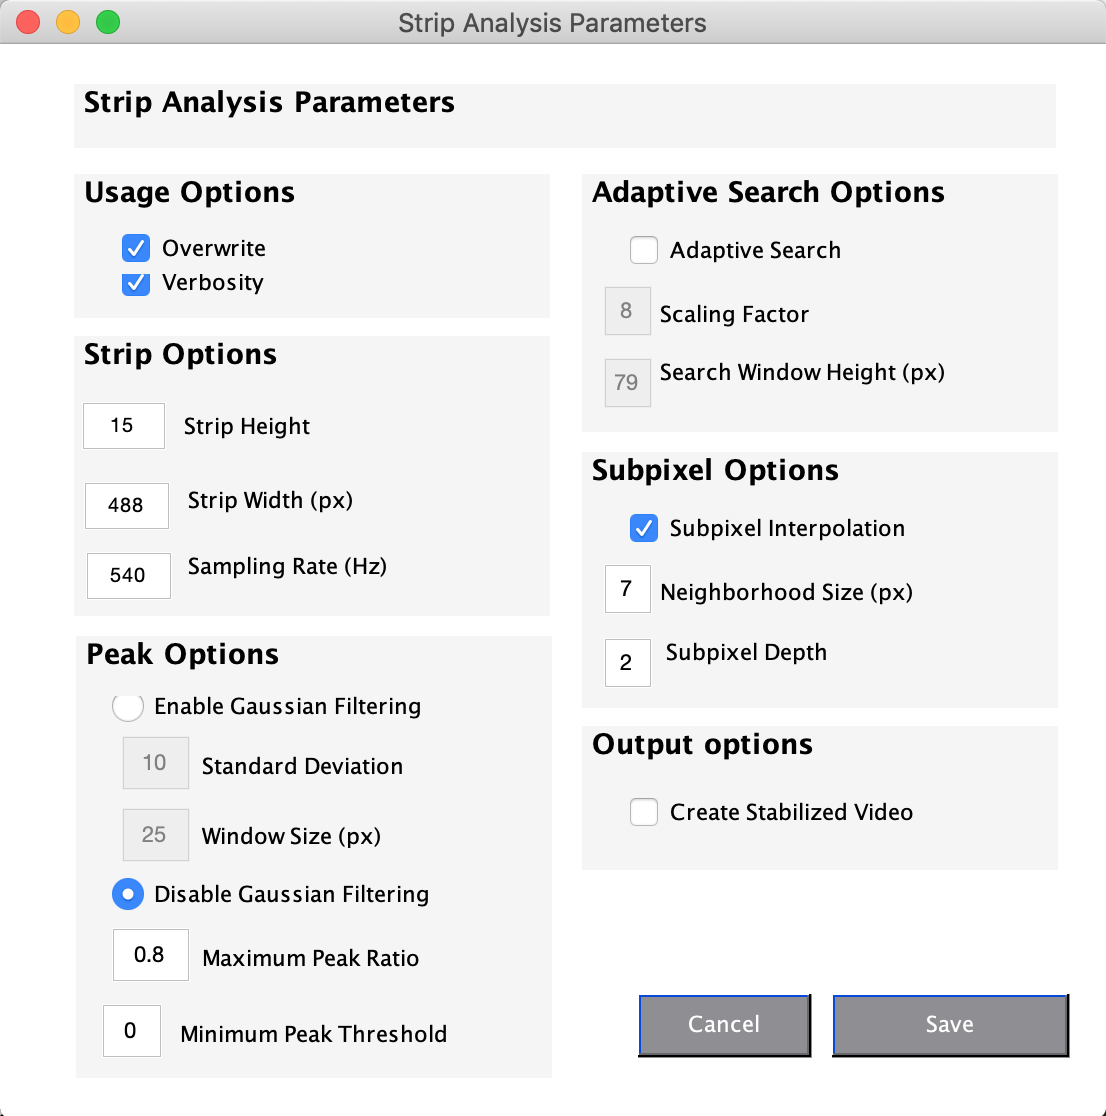 Strip Analysis Parameters
Strip Analysis Parameters
Usage Options
Overwrite
Verbosity
Strip Options
15 Strip Height
488 Strip Width (px)
540 Sampling Rate (Hz)
Peak Options
Enable Gaussian Filtering
10 Standard Deviation
25 Window Size (px)
Disable Gaussian Filtering
0.8 Maximum Peak Ratio
0 Minimum Peak Threshold
Adaptive Search Options
Adaptive Search
8 Scaling Factor
79 Search Window Height (px)
Subpixel Options
Subpixel Interpolation
7 Neighborhood Size (px)
2 Subpixel Depth
Output options
Create Stabilized Video
Cancel Save